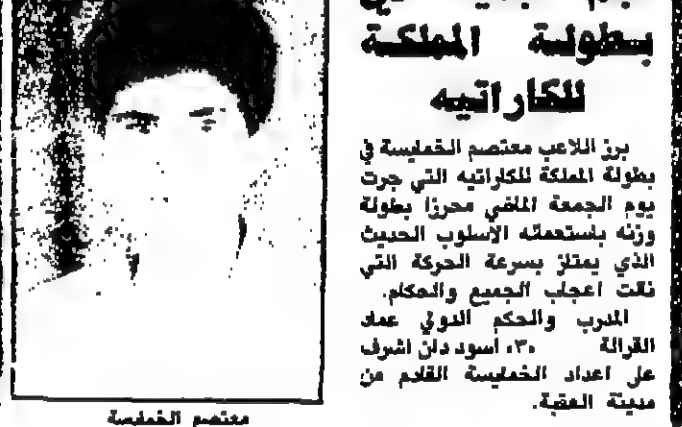 بطولة المملكة
للكاراتيه
برز اللاعب معتصم الخمايسة في
بطولة المملكة للكاراتيه التي جرت
يوم الجمعة الماضي محرزا بطولة
وزنه باستعماله الاسلوب الحديث
الذي يمتاز بسرعة الحركة التي
نالت اعجاب الجميع والحكام.
المدرب والحكم الدولي عماد
القرالة «٣» اسود دان اشرف
على اعداد الخمايسة القادم من
مدينة العقبة.
معتصم الخمايسة